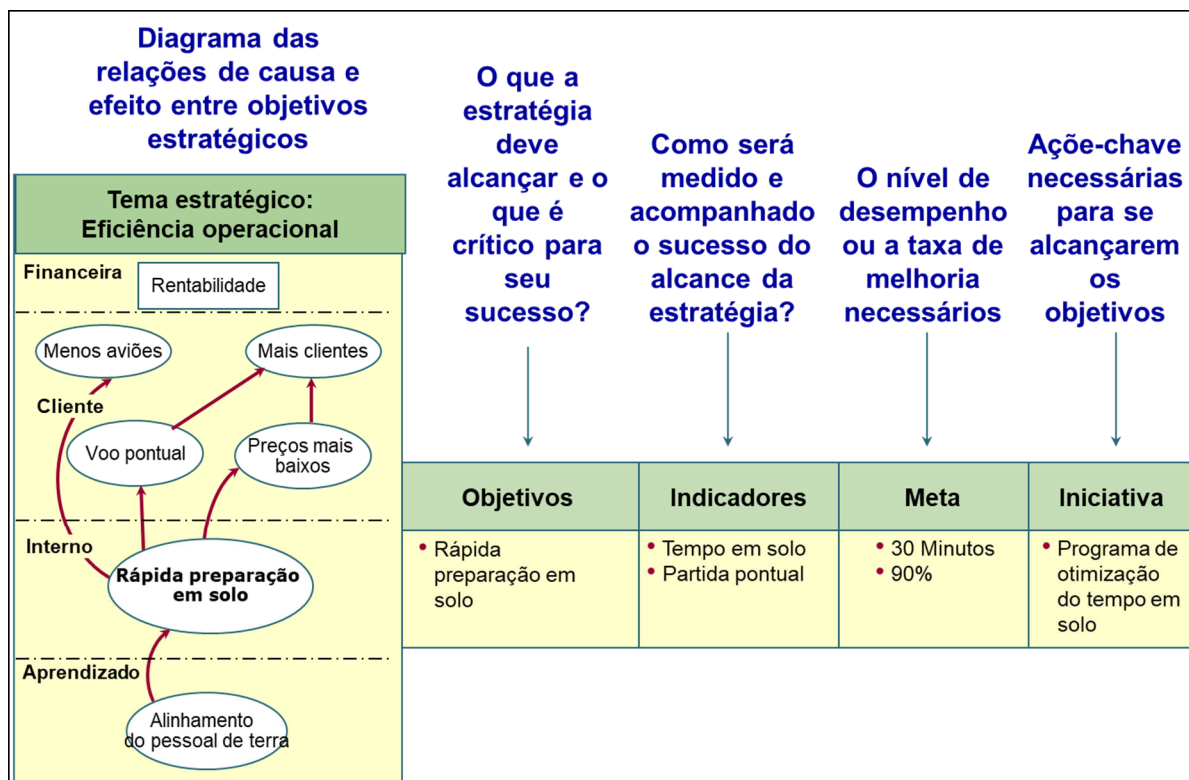 Diagrama das
relações de causa e
efeito entre objetivos
estratégicos
O que a
estratégia
deve
alcançar e o
que é
crítico para
seu
sucesso?
Como será
medido e
acompanhado
o sucesso do
alcance da
estratégia?
O nível de
desempenho
ou a taxa de
melhoria
necessários
Açõe-chave
necessárias
para se
alcançarem
os
objetivos
Tema estratégico:
Eficiência operacional
Financeira
Rentabilidade
Menos aviões
Mais clientes
Cliente
Voo pontual
Preços mais
baixos
Interno
Rápida preparação
em solo
Aprendizado
Alinhamento
do pessoal de terra
Objetivos
Indicadores
Meta
Iniciativa
• Rápida
preparação em
solo
• Tempo em solo
• Partida pontual
• 30 Minutos
• 90%
• Programa de
otimização
do tempo em
solo